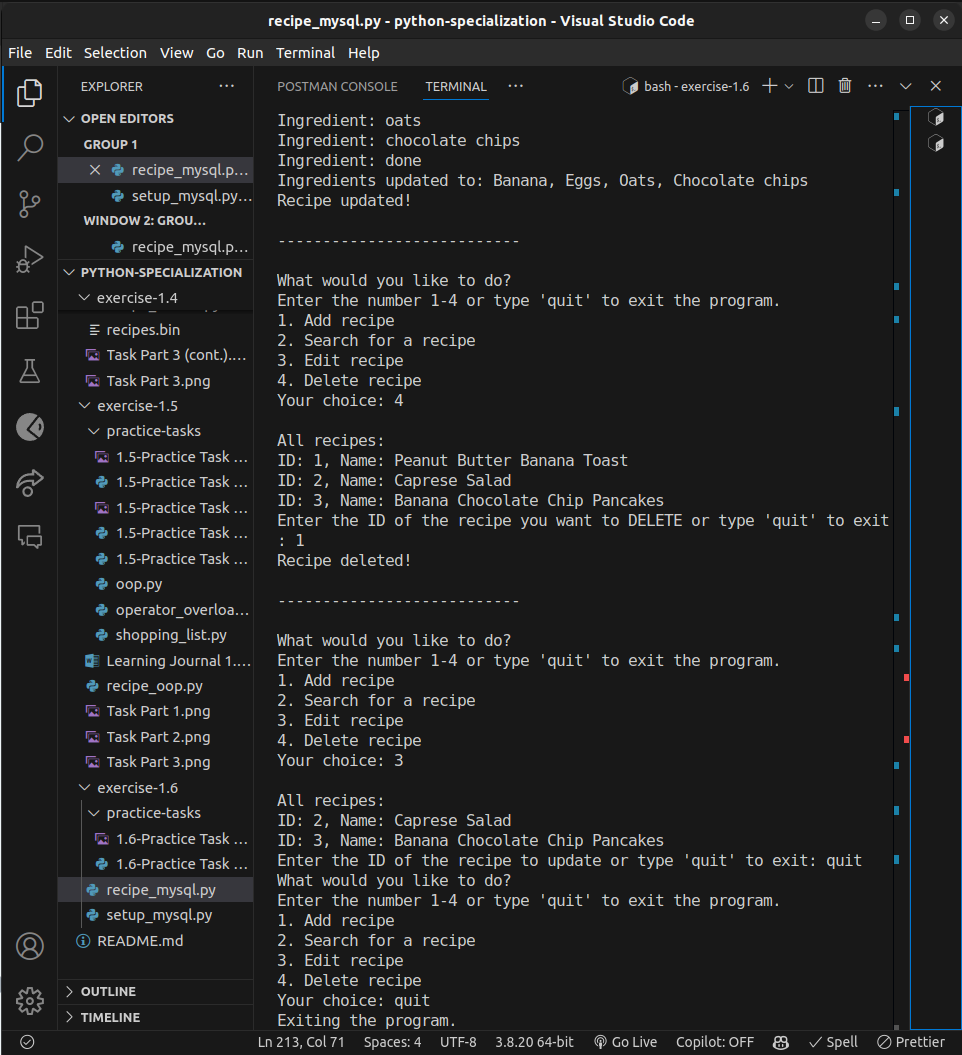 recipe_mysql.py - python-specialization - Visual Studio Code
File Edit Selection View Go Run Terminal Help
EXPLORER
OPEN EDITORS
GROUP 1
recipe_mysql.p...
setup_mysql.py...
WINDOW 2: GROU...
recipe_mysql.p...
PYTHON-SPECIALIZATION
exercise-1.4
recipes.bin
Task Part 3 (cont.)....
Task Part 3.png
exercise-1.5
practice-tasks
1.5-Practice Task ...
1.5-Practice Task ...
1.5-Practice Task ...
1.5-Practice Task ...
1.5-Practice Task ...
oop.py
operator_overloa...
shopping_list.py
Learning Journal 1....
recipe_oop.py
Task Part 1.png
Task Part 2.png
Task Part 3.png
exercise-1.6
practice-tasks
1.6-Practice Task ...
1.6-Practice Task ...
recipe_mysql.py
setup_mysql.py
README.md
OUTLINE
TIMELINE
POSTMAN CONSOLE TERMINAL ... bash - exercise-1.6
Ingredient: oats
Ingredient: chocolate chips
Ingredient: done
Ingredients updated to: Banana, Eggs, Oats, Chocolate chips
Recipe updated!
---------------------------
What would you like to do?
Enter the number 1-4 or type 'quit' to exit the program.
1. Add recipe
2. Search for a recipe
3. Edit recipe
4. Delete recipe
Your choice: 4
All recipes:
ID: 1, Name: Peanut Butter Banana Toast
ID: 2, Name: Caprese Salad
ID: 3, Name: Banana Chocolate Chip Pancakes
Enter the ID of the recipe you want to DELETE or type 'quit' to exit
: 1
Recipe deleted!
---------------------------
What would you like to do?
Enter the number 1-4 or type 'quit' to exit the program.
1. Add recipe
2. Search for a recipe
3. Edit recipe
4. Delete recipe
Your choice: 3
All recipes:
ID: 2, Name: Caprese Salad
ID: 3, Name: Banana Chocolate Chip Pancakes
Enter the ID of the recipe to update or type 'quit' to exit: quit
What would you like to do?
Enter the number 1-4 or type 'quit' to exit the program.
1. Add recipe
2. Search for a recipe
3. Edit recipe
4. Delete recipe
Your choice: quit
Exiting the program.
Ln 213, Col 71 Spaces: 4 UTF-8 3.8.20 64-bit Go Live Copilot: OFF Spell Prettier